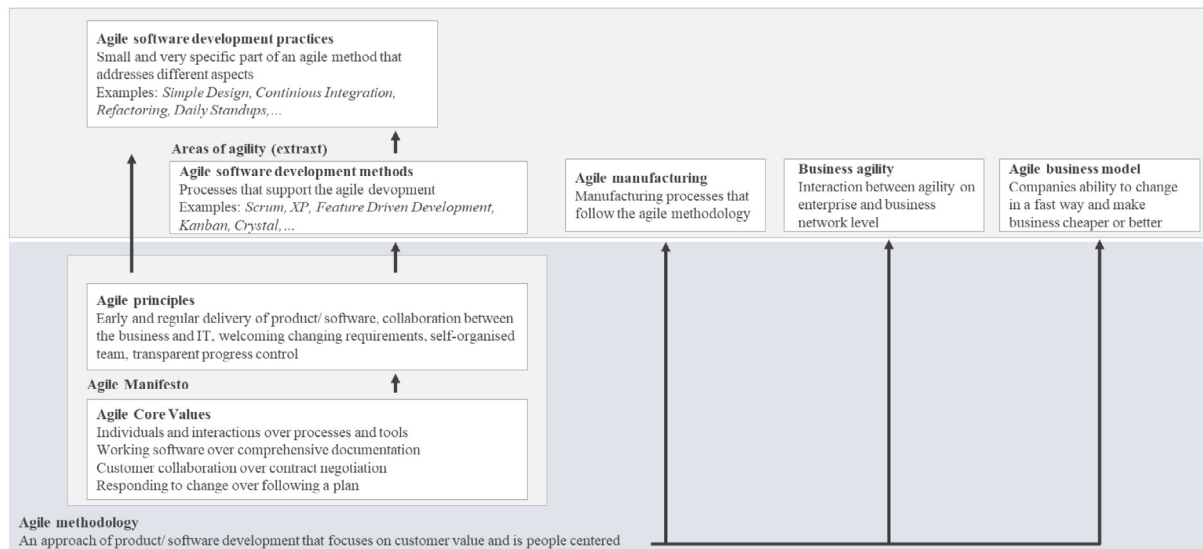 Agile software development practices
Small and very specific part of an agile method that
addresses different aspects
Examples: Simple Design, Continious Integration,
Refactoring, Daily Standups,…
Areas of agility (extraxt)
Agile software development methods
Processes that support the agile devopment
Examples: Scrum, XP, Feature Driven Development,
Kanban, Crystal,…
Agile manufacturing
Manufacturing processes that
follow the agile methodology
Business agility
Interaction between agility on
enterprise and business
network level
Agile business model
Companies ability to change
in a fast way and make
business cheaper or better
Agile principles
Early and regular delivery of product/ software, collaboration between
the business and IT, welcoming changing requirements, self-organised
team, transparent progress control
Agile Manifesto
Agile Core Values
Individuals and interactions over processes and tools
Working software over comprehensive documentation
Customer collaboration over contract negotiation
Responding to change over following a plan
Agile methodology
An approach of product/ software development that focuses on customer value and is people centered